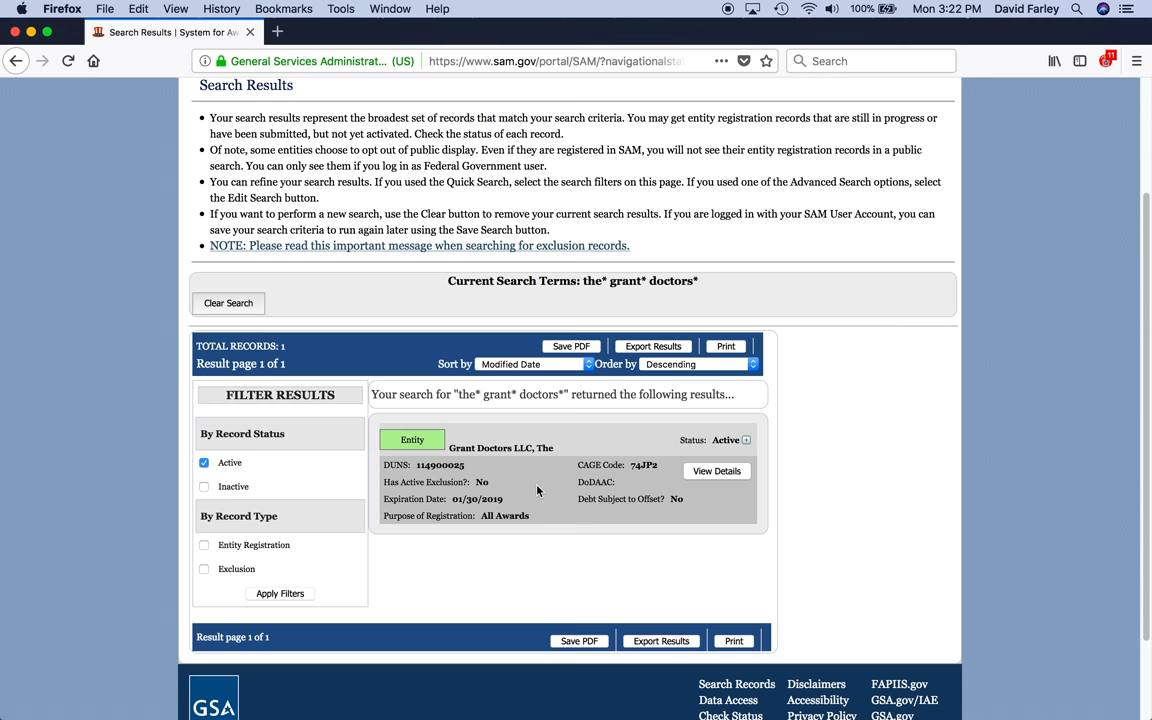 Firefox File Edit View History Bookmarks Tools Window Help 100% Mon 3:22 PM David Farley
Search Results | System for Aw
General Services Administrat... (US) https://www.sam.gov/portal/SAM/?navigationalsta Search 11
Search Results
Your search results represent the broadest set of records that match your search criteria. You may get entity registration records that are still in progress or
have been submitted, but not yet activated. Check the status of each record.
Of note, some entities choose to opt out of public display. Even if they are registered in SAM, you will not see their entity registration records in a public
search. You can only see them if you log in as Federal Government user.
You can refine your search results. If you used the Quick Search, select the search filters on this page. If you used one of the Advanced Search options, select
the Edit Search button.
If you want to perform a new search, use the Clear button to remove your current search results. If you are logged in with your SAM User Account, you can
save your search criteria to run again later using the Save Search button.
NOTE: Please read this important message when searching for exclusion records.
Current Search Terms: the* grant* doctors*
Clear Search
TOTAL RECORDS: 1 Save PDF Export Results Print
Result page 1 of 1 Sort by Modified Date Order by Descending
FILTER RESULTS
Your search for "the* grant* doctors*" returned the following results...
By Record Status
Active
Inactive
By Record Type
Entity Registration
Exclusion
Apply Filters
Entity Grant Doctors LLC, The Status: Active
DUNS: 114900025 CAGE Code: 74JP2 View Details
Has Active Exclusion?: No DoDAAC:
Expiration Date: 01/30/2019 Debt Subject to Offset? No
Purpose of Registration: All Awards
Result page 1 of 1 Save PDF Export Results Print
GSA
Search Records Disclaimers FAPIIS.gov
Data Access Accessibility GSA.gov/IAE
Check Status Privacy Policy GSA.gov